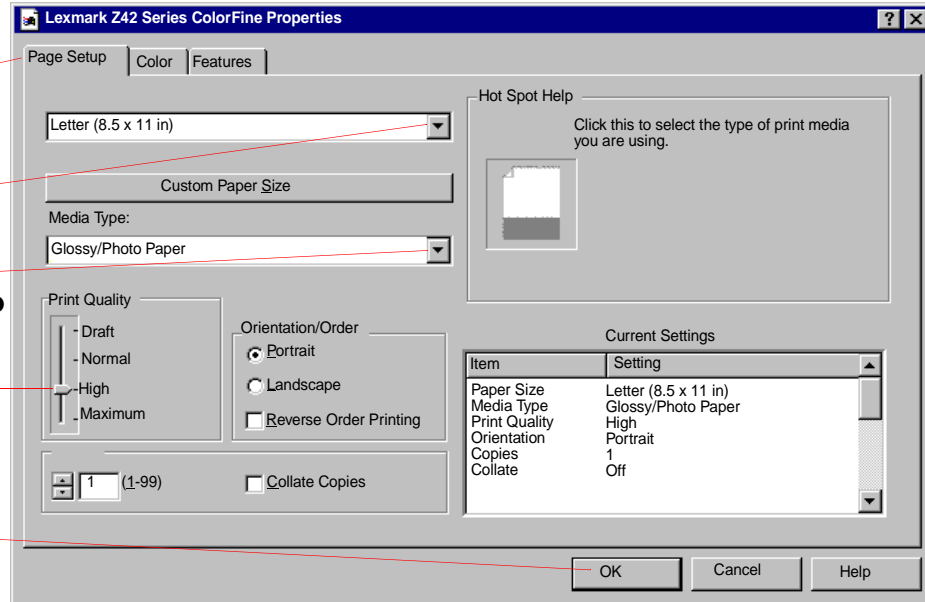 Lexmark Z42 Series ColorFine Properties
Page Setup
Color
Features
Letter (8.5 x 11 in)
Custom Paper Size
Media Type:
Glossy/Photo Paper
Hot Spot Help
Click this to select the type of print media
you are using.
Print Quality
Draft
Normal
High
Maximum
Orientation/Order
Portrait
Landscape
Reverse Order Printing
1 (1-99)
Collate Copies
Current Settings
Item Setting
Paper Size Letter (8.5 x 11 in)
Media Type Glossy/Photo Paper
Print Quality High
Orientation Portrait
Copies 1
Collate Off
OK
Cancel
Help